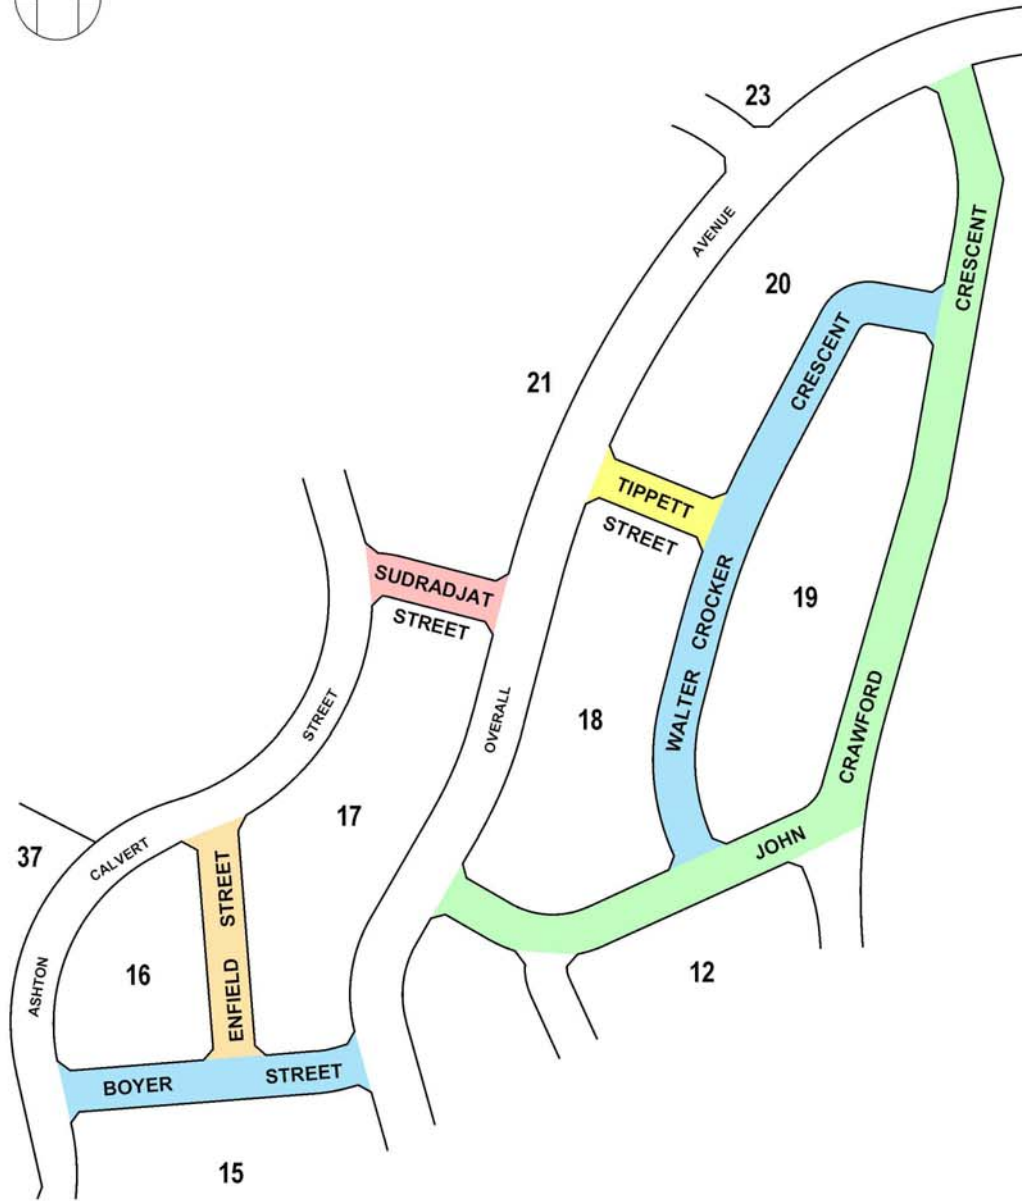 23
AVENUE
20
CRESCENT
CRESCENT
21
TIPPETT
STREET
SUDRADJAT
STREET
19
WALTER CROCKER
18
OVERALL
STREET
CRAWFORD
17
JOHN
37
CALVERT
ENFIELD STREET
16
12
ASHTON
BOYER STREET
15